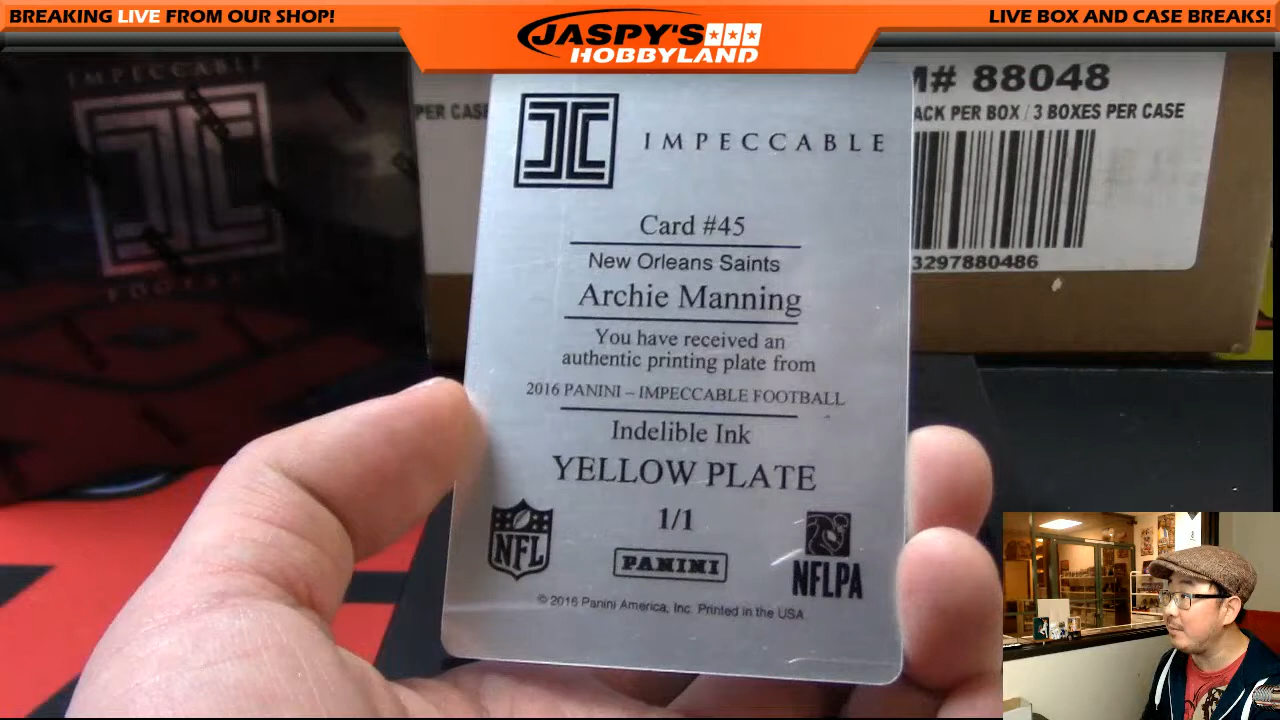 BREAKING LIVE FROM OUR SHOP!
JASPY'S
HOBBYLAND
LIVE BOX AND CASE BREAKS!
IMPECCABLE
FOOTBALL
PER CASE
M# 88048
ACK PER BOX / 3 BOXES PER CASE
3297880486
IMPECCABLE
Card #45
New Orleans Saints
Archie Manning
You have received an
authentic printing plate from
2016 PANINI – IMPECCABLE FOOTBALL
Indelible Ink
YELLOW PLATE
1/1
NFL
PANINI
NFLPA
© 2016 Panini America, Inc. Printed in the USA